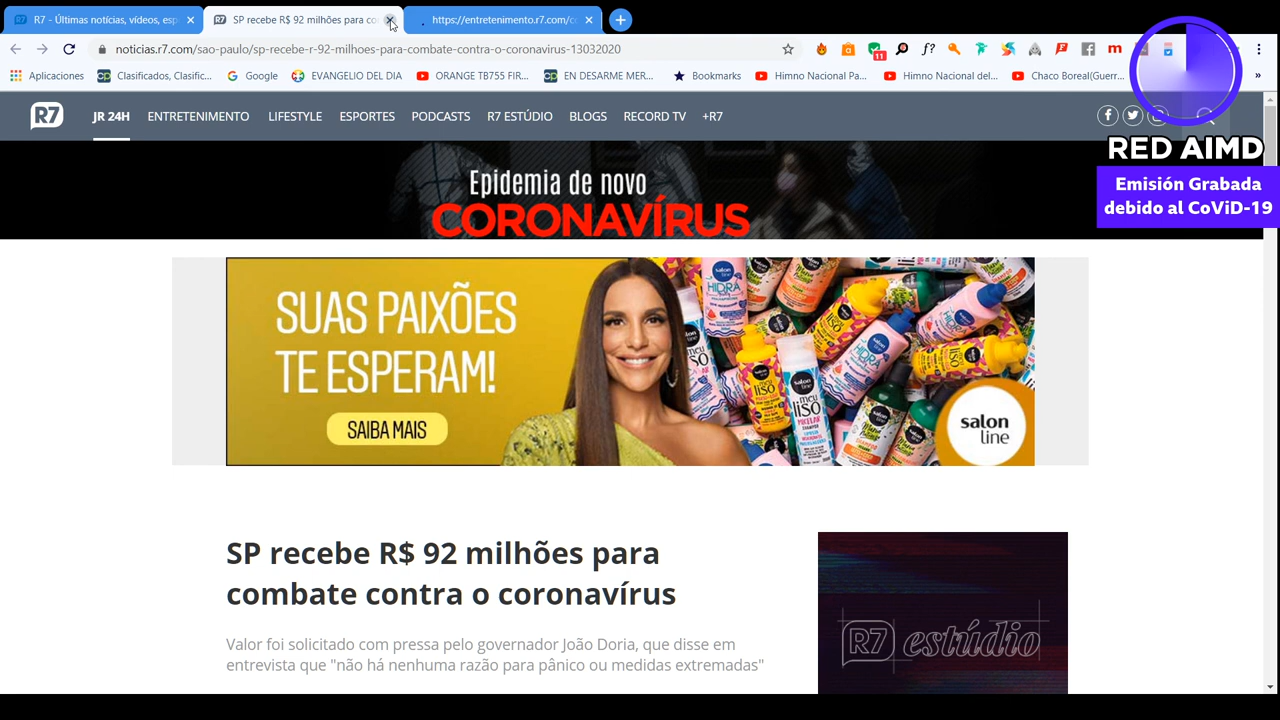 R7 - Últimas notícias, vídeos, esp
SP recebe R$ 92 milhões para co
https://entretenimento.r7.com/c
noticias.r7.com/sao-paulo/sp-recebe-r-92-milhoes-para-combate-contra-o-coronavirus-13032020
f?
11
m
Aplicaciones
cp Clasificados, Clasific...
G Google
EVANGELIO DEL DIA
ORANGE TB755 FIR...
cp EN DESARME MER...
Bookmarks
Himno Nacional Pa...
Himno Nacional del...
Chaco Boreal(Guerr...
»
R7
JR 24H
ENTRETENIMENTO
LIFESTYLE
ESPORTES
PODCASTS
R7 ESTÚDIO
BLOGS
RECORD TV
+R7
RED AIMD
Emisión Grabada
debido al CoViD-19
Epidemia de novo
CORONAVÍRUS
SUAS PAIXÕES
TE ESPERAM!
SAIBA MAIS
salon
line
HIDRA
meu
liso
SP recebe R$ 92 milhões para
combate contra o coronavírus
Valor foi solicitado com pressa pelo governador João Doria, que disse em
entrevista que "não há nenhuma razão para pânico ou medidas extremadas"
R7 estúdio